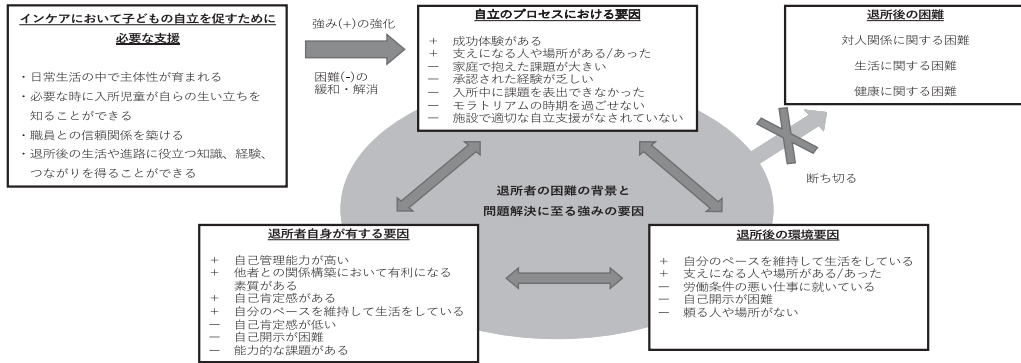 インケアにおいて子どもの自立を促すために
必要な支援
・日常生活の中で主体性が育まれる
・必要な時に入所児童が自らの生い立ちを
知ることができる
・職員との信頼関係を築ける
・退所後の生活や進路に役立つ知識、経験、
つながりを得ることができる
強み(+)の強化
困難(-)の
緩和・解消
自立のプロセスにおける要因
+ 成功体験がある
+ 支えになる人や場所がある/あった
－ 家庭で抱えた課題が大きい
－ 承認された経験が乏しい
－ 入所中に課題を表出できなかった
－ モラトリアムの時期を過ごせない
－ 施設で適切な自立支援がなされていない
退所後の困難
対人関係に関する困難
生活に関する困難
健康に関する困難
断ち切る
退所者の困難の背景と
問題解決に至る強みの要因
退所者自身が有する要因
+ 自己管理能力が高い
+ 他者との関係構築において有利になる
素質がある
+ 自己肯定感がある
+ 自分のペースを維持して生活をしている
－ 自己肯定感が低い
－ 自己開示が困難
－ 能力的な課題がある
退所後の環境要因
+ 自分のペースを維持して生活をしている
+ 支えになる人や場所がある/あった
－ 労働条件の悪い仕事に就いている
－ 自己開示が困難
－ 頼る人や場所がない